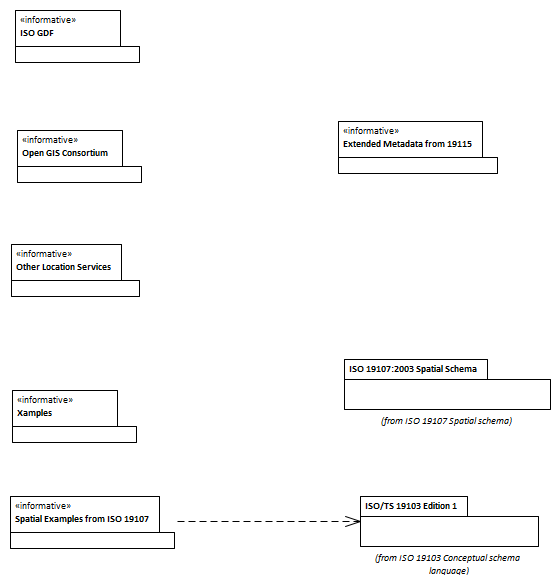 «informative»
ISO GDF
«informative»
Open GIS Consortium
«informative»
Extended Metadata from 19115
«informative»
Other Location Services
ISO 19107:2003 Spatial Schema
(from ISO 19107 Spatial schema)
«informative»
Xamples
«informative»
Spatial Examples from ISO 19107
ISO/TS 19103 Edition 1
(from ISO 19103 Conceptual schema
language)